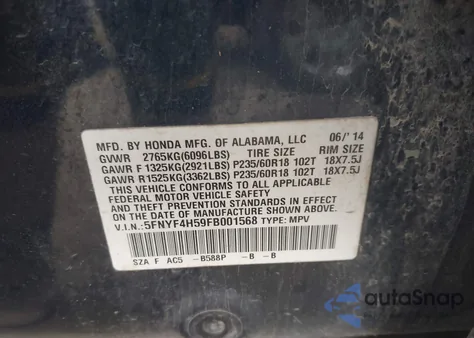 MFD. BY HONDA MFG. OF ALABAMA, LLC 06/'14
GVWR 2765KG(6096LBS) TIRE SIZE RIM SIZE
GAWR F 1325KG(2921LBS) P235/60R18 102T 18X7.5J
GAWR R1525KG(3362LBS) P235/60R18 102T 18X7.5J
THIS VEHICLE CONFORMS TO ALL APPLICABLE
FEDERAL MOTOR VEHICLE SAFETY AND THEFT
PREVENTION STANDARDS IN EFFECT ON THE
DATE OF MANUFACTURE SHOWN ABOVE.
V.I.N.: 5FNYF4H59FB001568 TYPE: MPV
SZA F AC5 -B588P -B -B
autoSnap